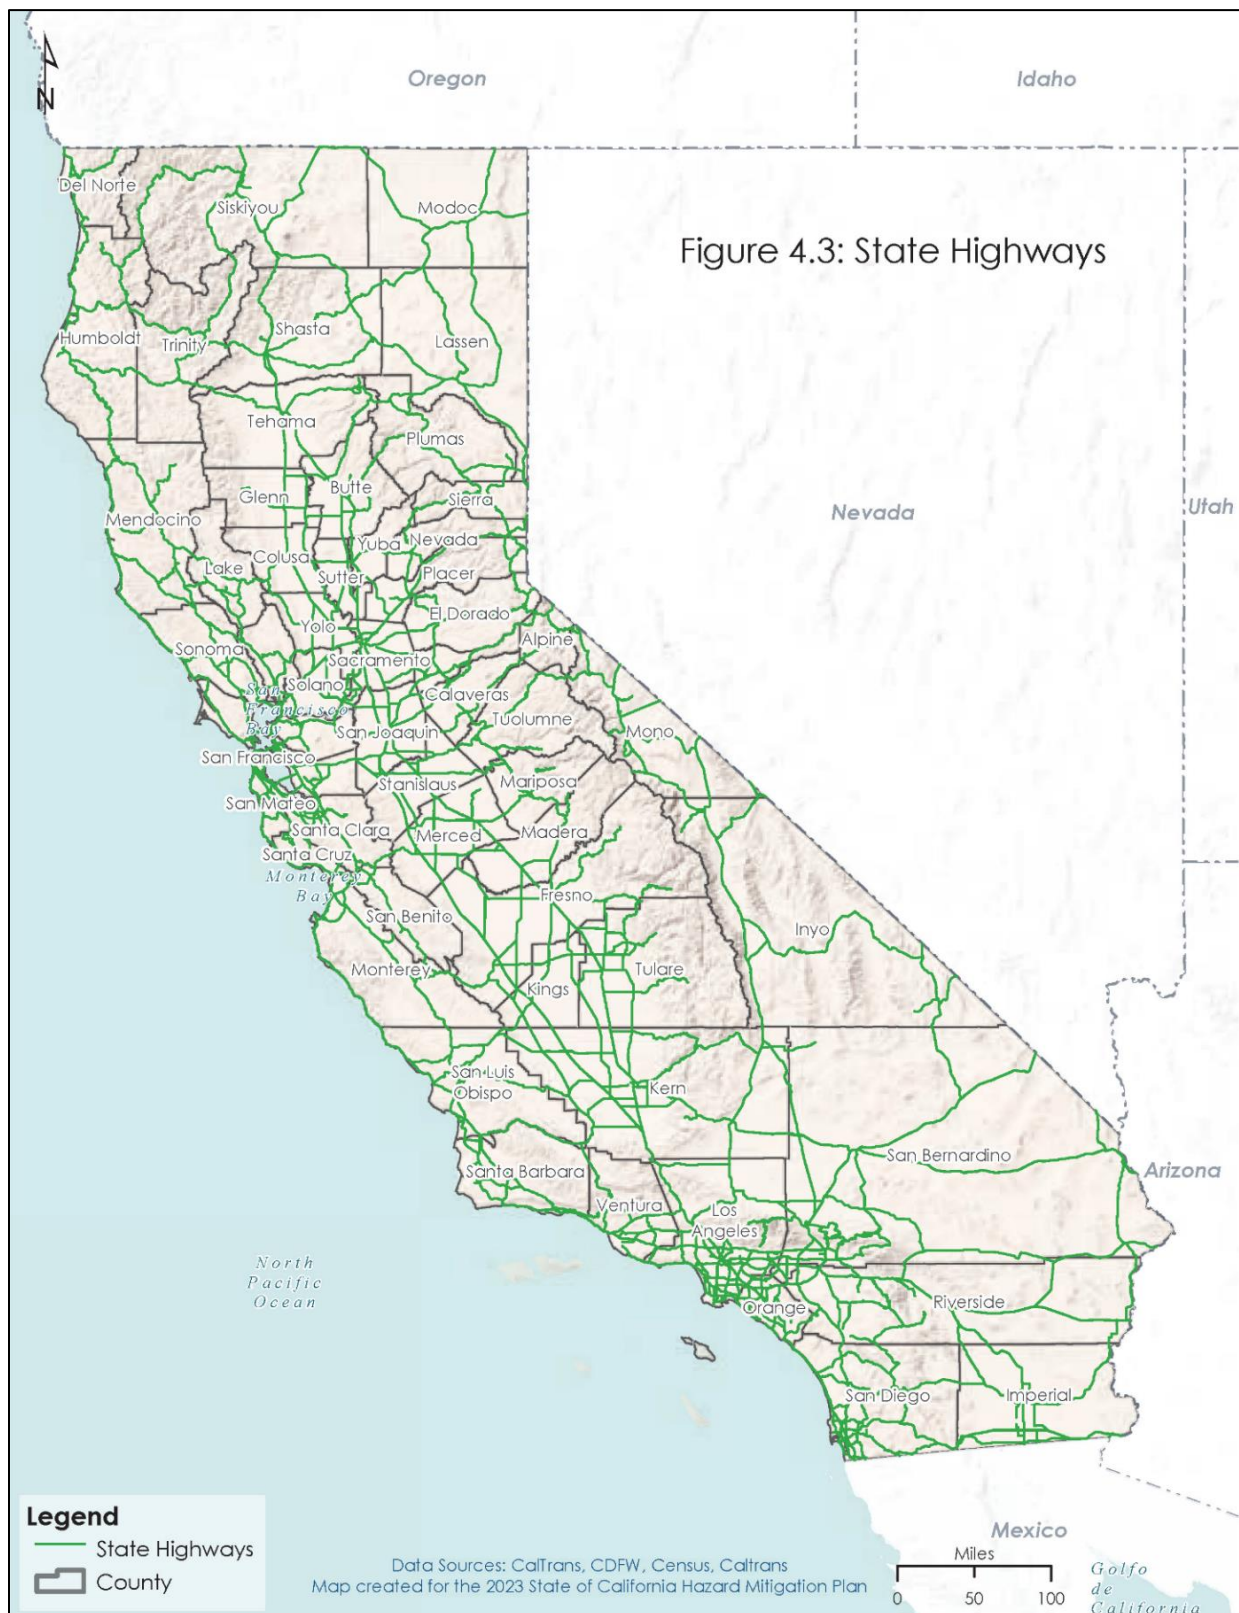 Oregon
Idaho
N
Del Norte
Siskiyou
Modoc
Figure 4.3: State Highways
Humboldt
Trinity
Shasta
Lassen
Tehama
Plumas
Glenn
Butte
Sierra
Mendocino
Nevada
Utah
Colusa
Yuba
Nevada
Lake
Sutter
Placer
El Dorado
Yolo
Alpine
Sonoma
Sacramento
Solano
San
Francisco
Bay
Calaveras
Tuolumne
San Joaquin
Mono
San Francisco
Stanislaus
Mariposa
San Mateo
Santa Clara
Merced
Madera
Santa Cruz
Monterey
Bay
Fresno
San Benito
Inyo
Monterey
Tulare
Kings
San Luis
Obispo
Kern
San Bernardino
Arizona
Santa Barbara
Ventura
Los
Angeles
North
Pacific
Ocean
Orange
Riverside
San Diego
Imperial
Legend
State Highways
County
Data Sources: CalTrans, CDFW, Census, Caltrans
Map created for the 2023 State of California Hazard Mitigation Plan
Mexico
Miles
0 50 100
Golfo
de
California